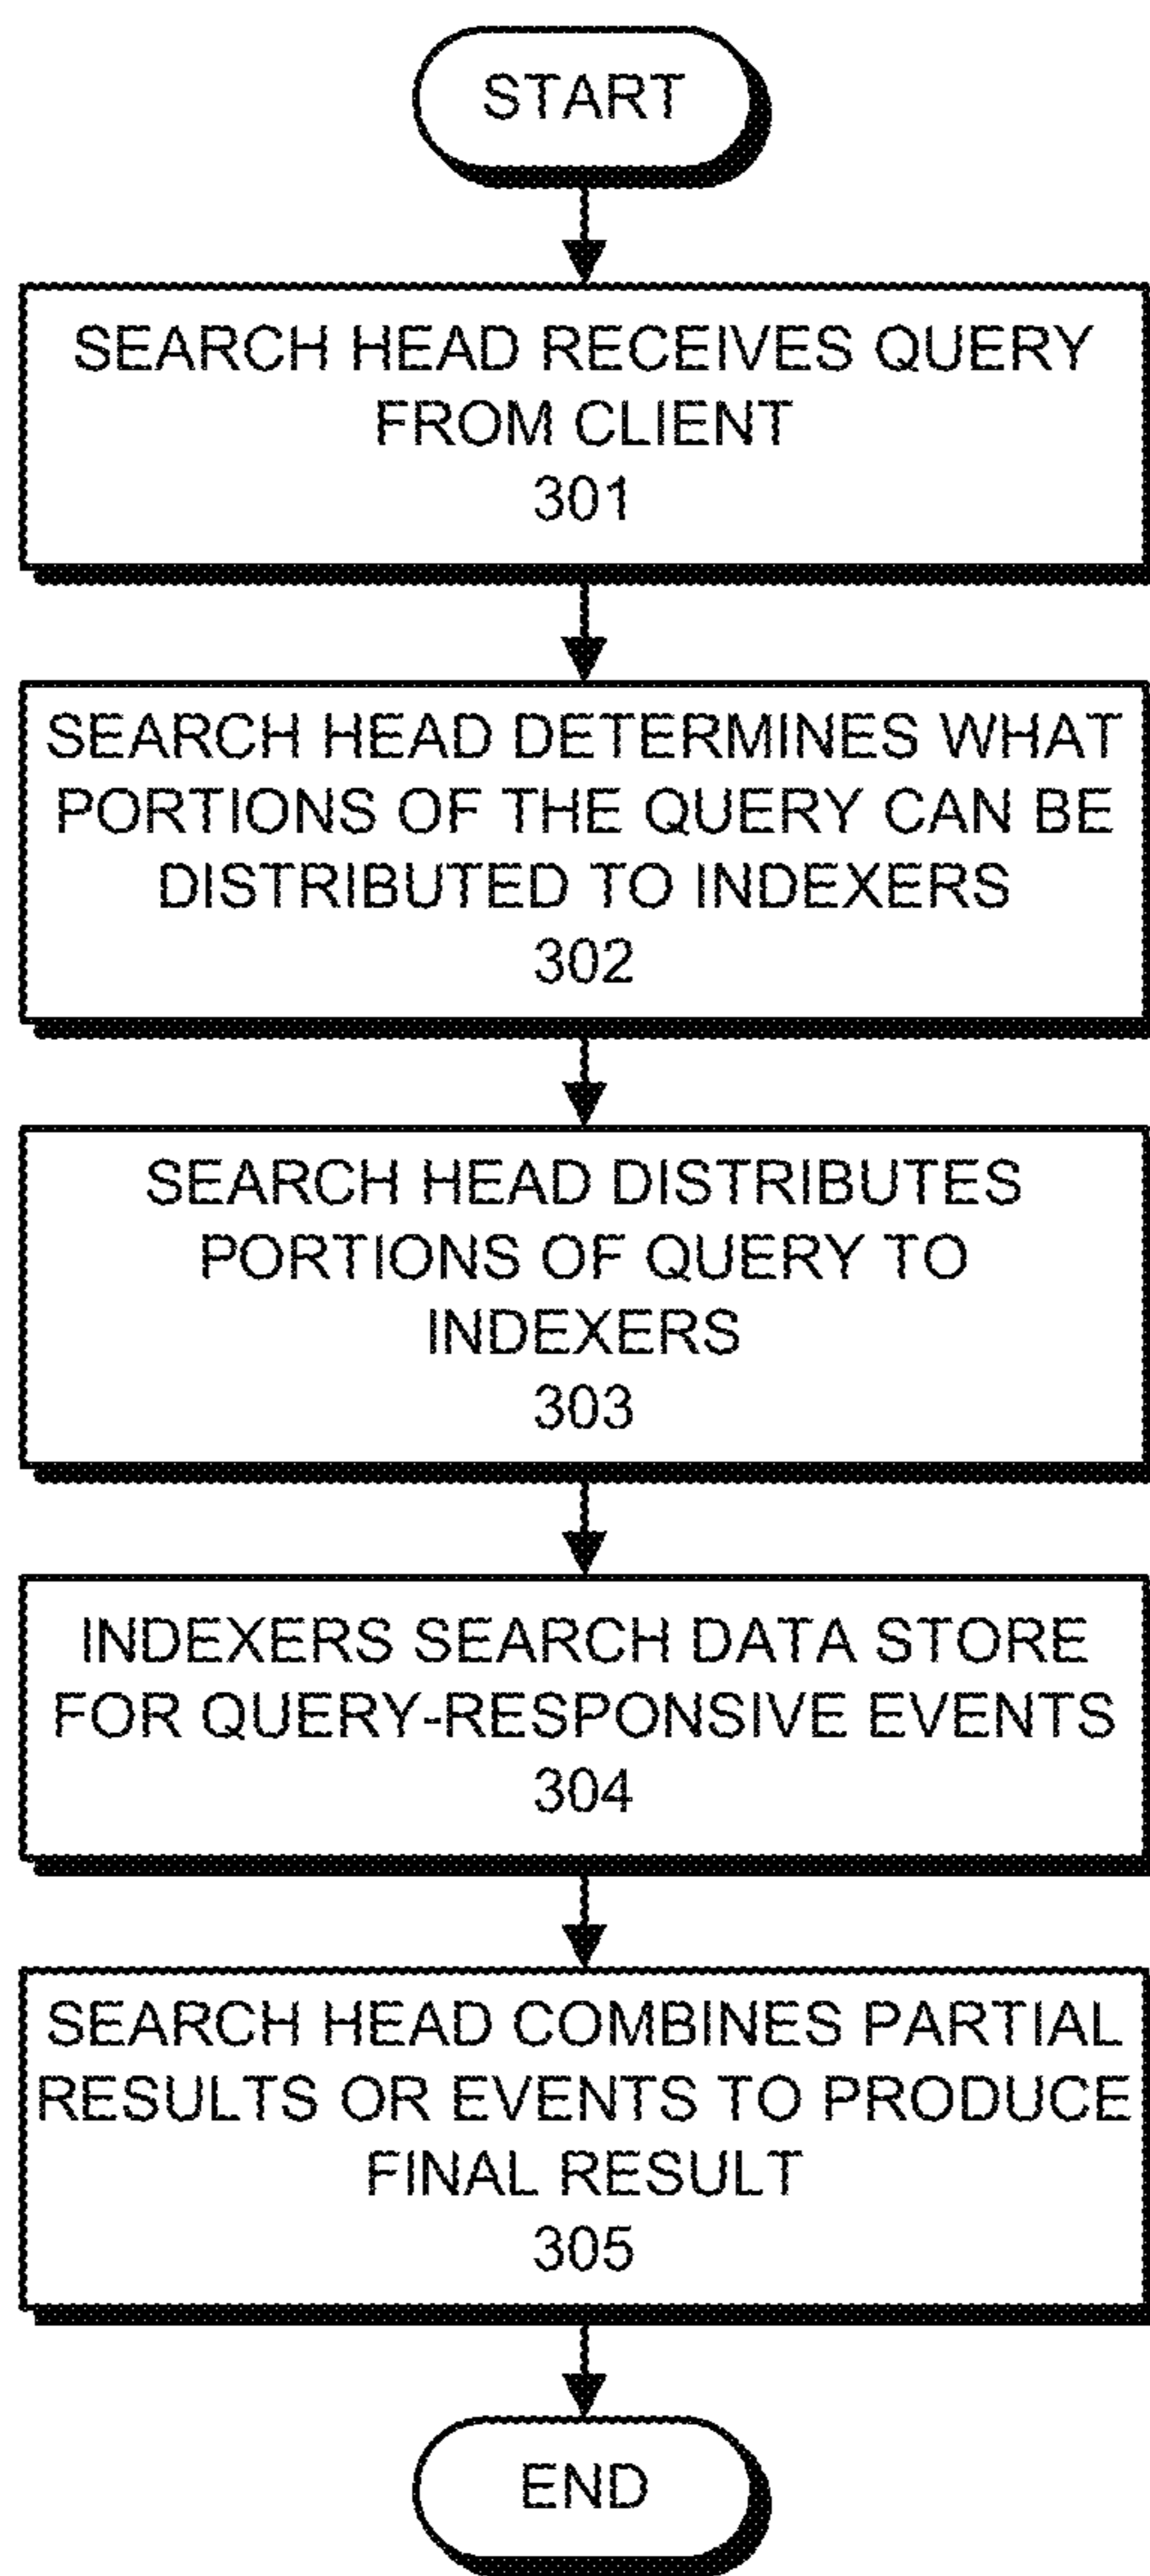 START
SEARCH HEAD RECEIVES QUERY
FROM CLIENT
301
SEARCH HEAD DETERMINES WHAT
PORTIONS OF THE QUERY CAN BE
DISTRIBUTED TO INDEXERS
302
SEARCH HEAD DISTRIBUTES
PORTIONS OF QUERY TO
INDEXERS
303
INDEXERS SEARCH DATA STORE
FOR QUERY-RESPONSIVE EVENTS
304
SEARCH HEAD COMBINES PARTIAL
RESULTS OR EVENTS TO PRODUCE
FINAL RESULT
305
END